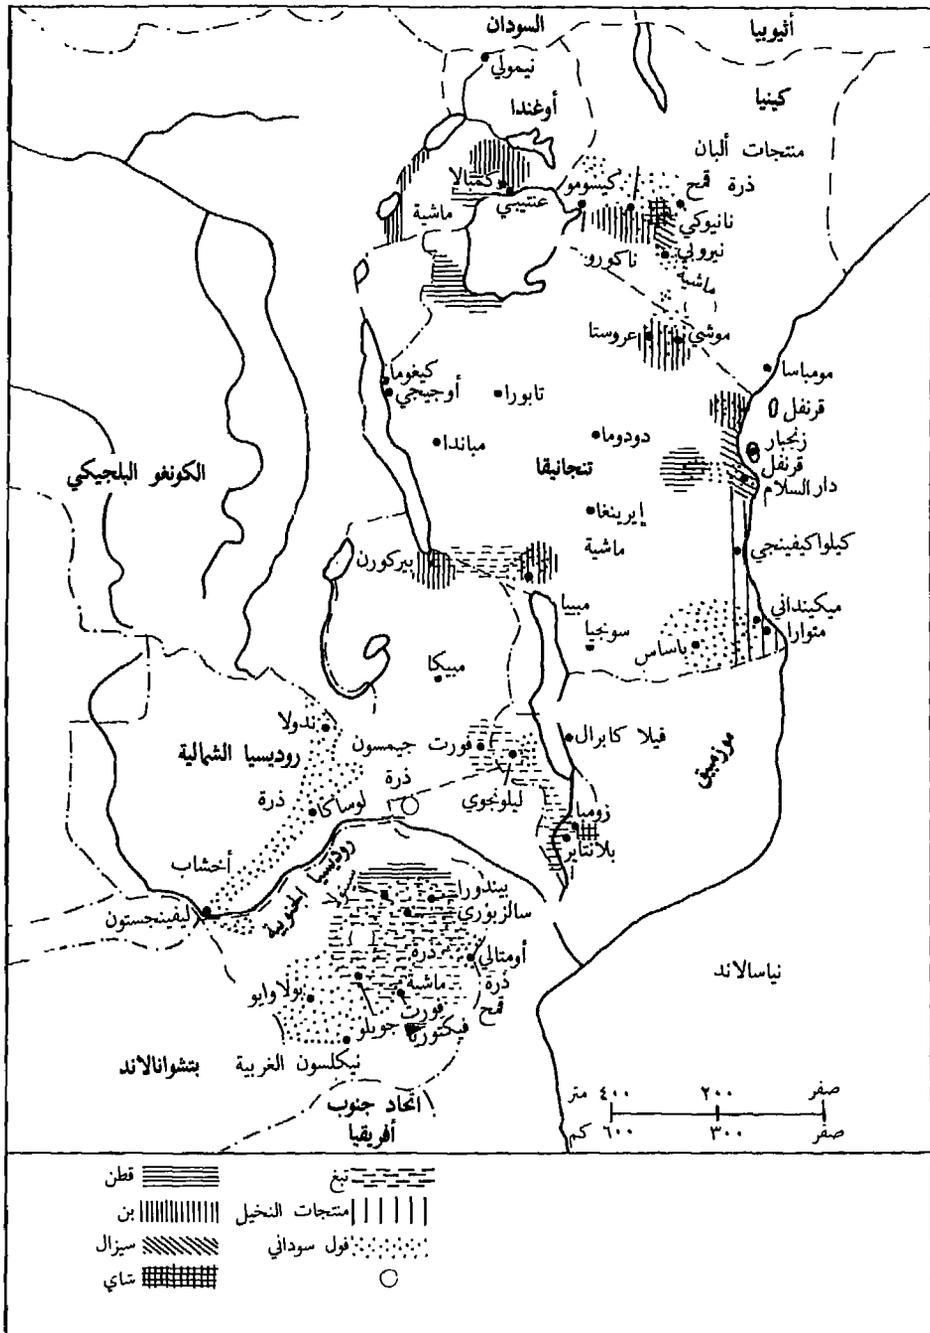 السودان
أثيوبيا
نيمولي
كينيا
أوغندا
منتجات ألبان
ذرة
قمح
كيسومو
كمبالا
عنتيبي
ماشية
نانيوكي
نيروبي
ناكورو
ماشية
موشي
عروستا
مومباسا
كيغوما
أوجيجي
تابورا
قرنفل
زنجبار
قرنفل
دودوما
مباندا
تنجانيقا
الكونغو البلجيكي
دار السلام
إيرينغا
ماشية
كيلواكيفينجي
بيركورن
مبيا
ميكينداني
متوارا
سونجيا
ياساس
مبيكا
ندولا
روديسيا الشمالية
فورت جيمسون
فيلا كابرال
موزمبيق
ذرة
ذرة
لوساكا
ليلونجوي
زومبا
بلانتاير
أخشاب
روديسيا الجنوبية
بيندورا
سالزبوري
ليفينجستون
أومتالي
ذرة
ماشية
ذرة
قمح
نياسالاند
بولاوايو
فورت
فيكتوريا
جويلو
نيكلسون الغربية
بتشوانالاند
اتحاد جنوب
أفريقيا
صفر ٢٠٠ ٤٠٠ متر
صفر ٣٠٠ ٦٠٠ كم
تبغ
قطن
منتجات النخيل
بن
فول سوداني
سيزال
شاي